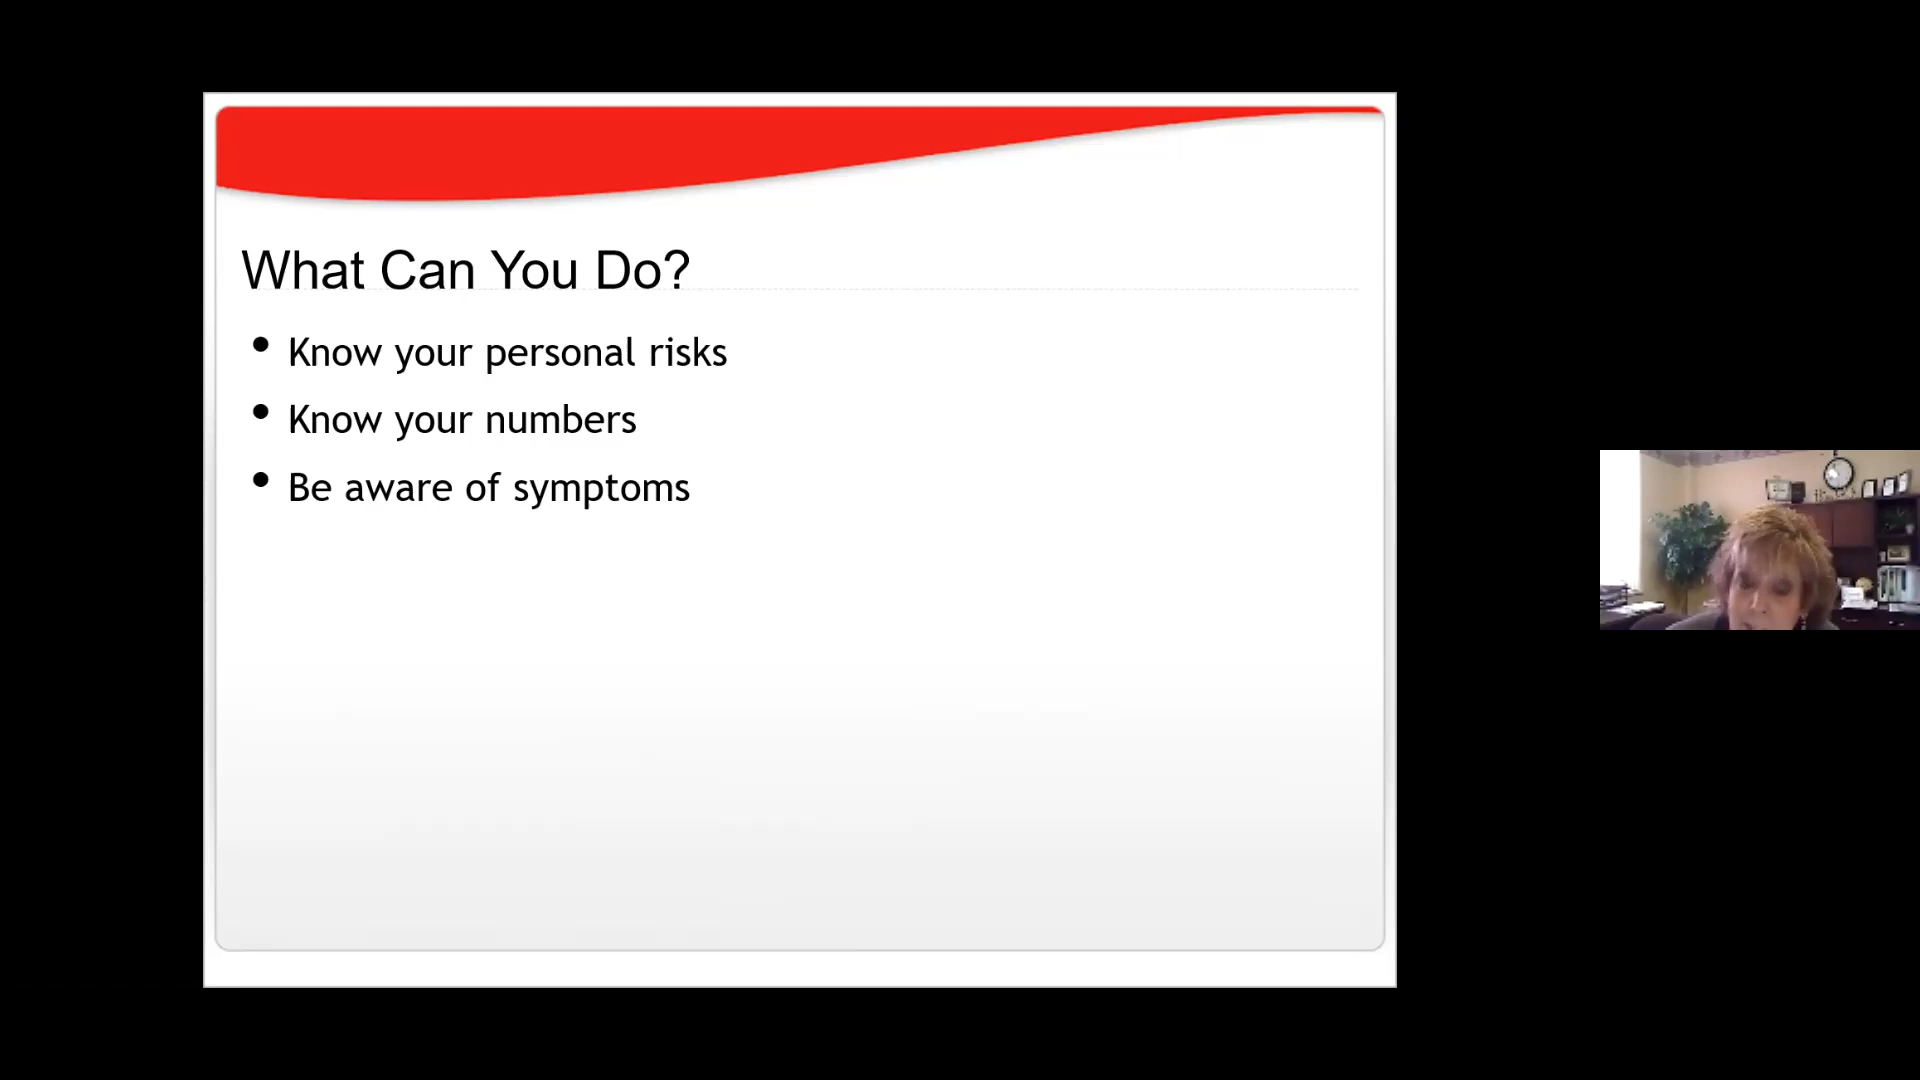 What Can You Do?
• Know your personal risks
• Know your numbers
• Be aware of symptoms